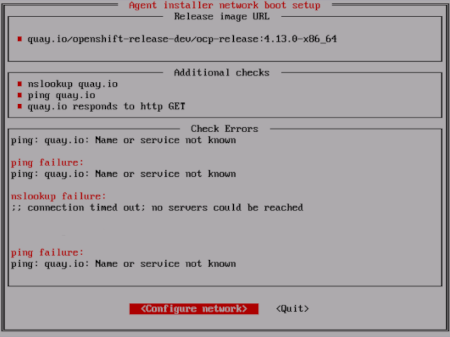 Agent installer network boot setup
Release image URL
quay.io/openshift-release-dev/ocp-release:4.13.0-x86_64
Additional checks
nslookup quay.io
ping quay.io
quay.io responds to http GET
Check Errors
ping: quay.io: Name or service not known
ping failure:
ping: quay.io: Name or service not known
nslookup failure:
;; connection timed out; no servers could be reached
ping failure:
ping: quay.io: Name or service not known
<Configure network> <Quit>